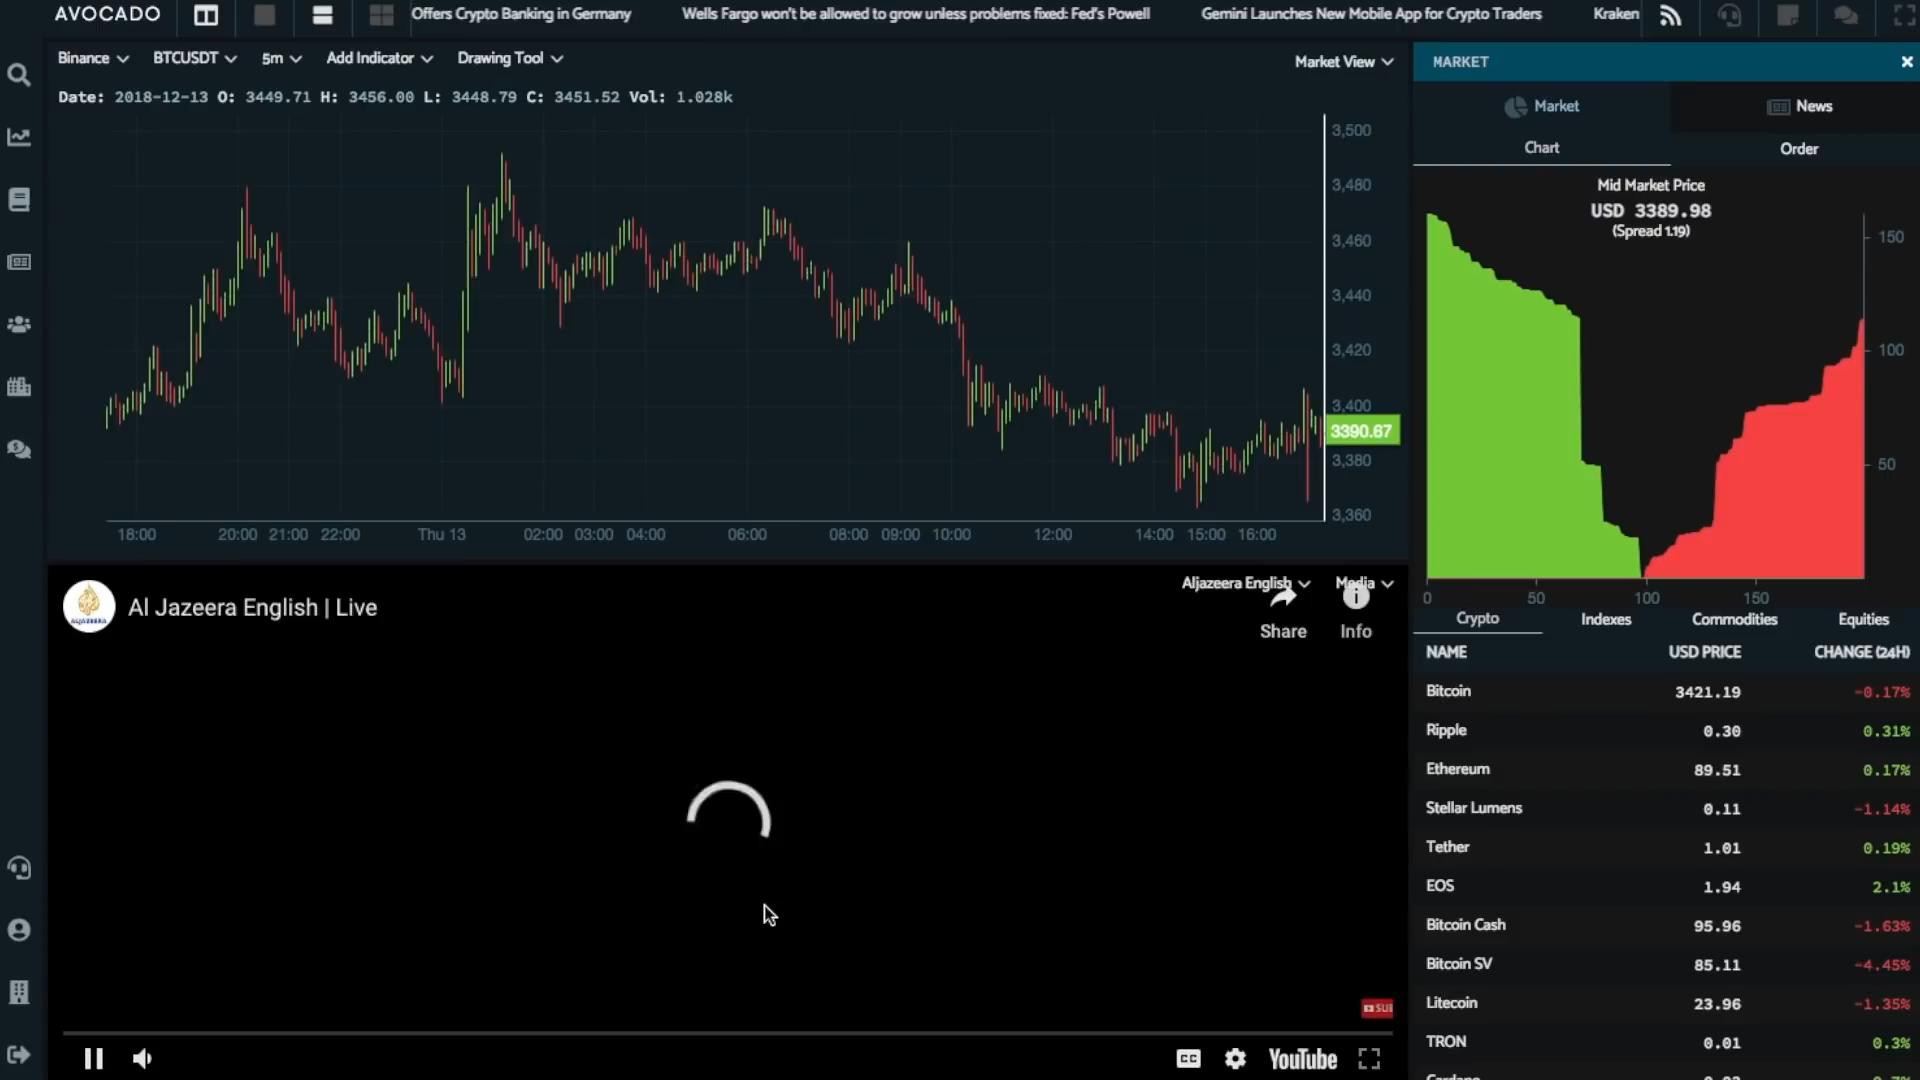 AVOCADO
Offers Crypto Banking in Germany
Wells Fargo won't be allowed to grow unless problems fixed: Fed's Powell
Gemini Launches New Mobile App for Crypto Traders
Kraken
Binance
BTCUSDT
5m
Add Indicator
Drawing Tool
Market View
Date: 2018-12-13 O: 3449.71 H: 3456.00 L: 3448.79 C: 3451.52 Vol: 1.028k
3,500
3,480
3,460
3,440
3,420
3,400
3390.67
3,380
3,360
18:00 20:00 21:00 22:00 Thu 13 02:00 03:00 04:00 06:00 08:00 09:00 10:00 12:00 14:00 15:00 16:00
Al Jazeera English | Live
ALJAZEERA
Aljazeera English
Media
Share
Info
SUB
CC
YouTube
MARKET
Market
News
Chart
Order
Mid Market Price
USD 3389.98
(Spread 1.19)
150
100
50
0 50 100 150
Crypto Indexes Commodities Equities
NAME USD PRICE CHANGE (24H)
Bitcoin 3421.19 -0.17%
Ripple 0.30 0.31%
Ethereum 89.51 0.17%
Stellar Lumens 0.11 -1.14%
Tether 1.01 0.19%
EOS 1.94 2.1%
Bitcoin Cash 95.96 -1.63%
Bitcoin SV 85.11 -4.45%
Litecoin 23.96 -1.35%
TRON 0.01 0.3%